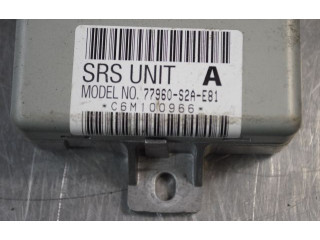 SRS UNIT A
MODEL NO. 77960-S2A-E81
*C6M100966*